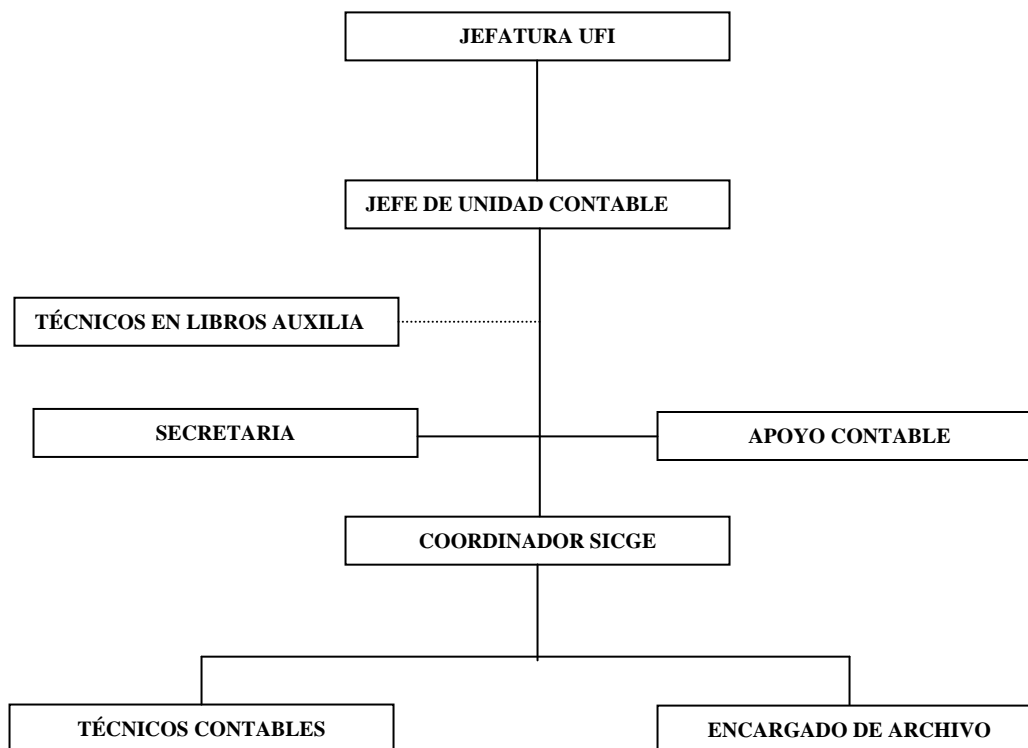 JEFATURA UFI
JEFE DE UNIDAD CONTABLE
TÉCNICOS EN LIBROS AUXILIA
SECRETARIA
APOYO CONTABLE
COORDINADOR SICGE
TÉCNICOS CONTABLES
ENCARGADO DE ARCHIVO